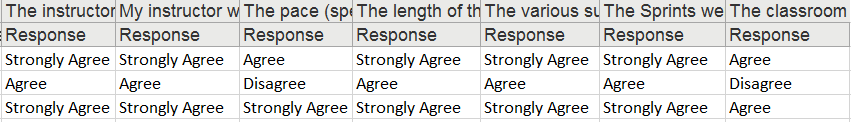 The instructor My instructor w The pace (spe The length of th The various su The Sprints we The classroom
Response Response Response Response Response Response Response
Strongly Agree Strongly Agree Agree Strongly Agree Strongly Agree Strongly Agree Agree
Agree Agree Disagree Agree Agree Agree Disagree
Strongly Agree Strongly Agree Strongly Agree Strongly Agree Strongly Agree Strongly Agree Agree